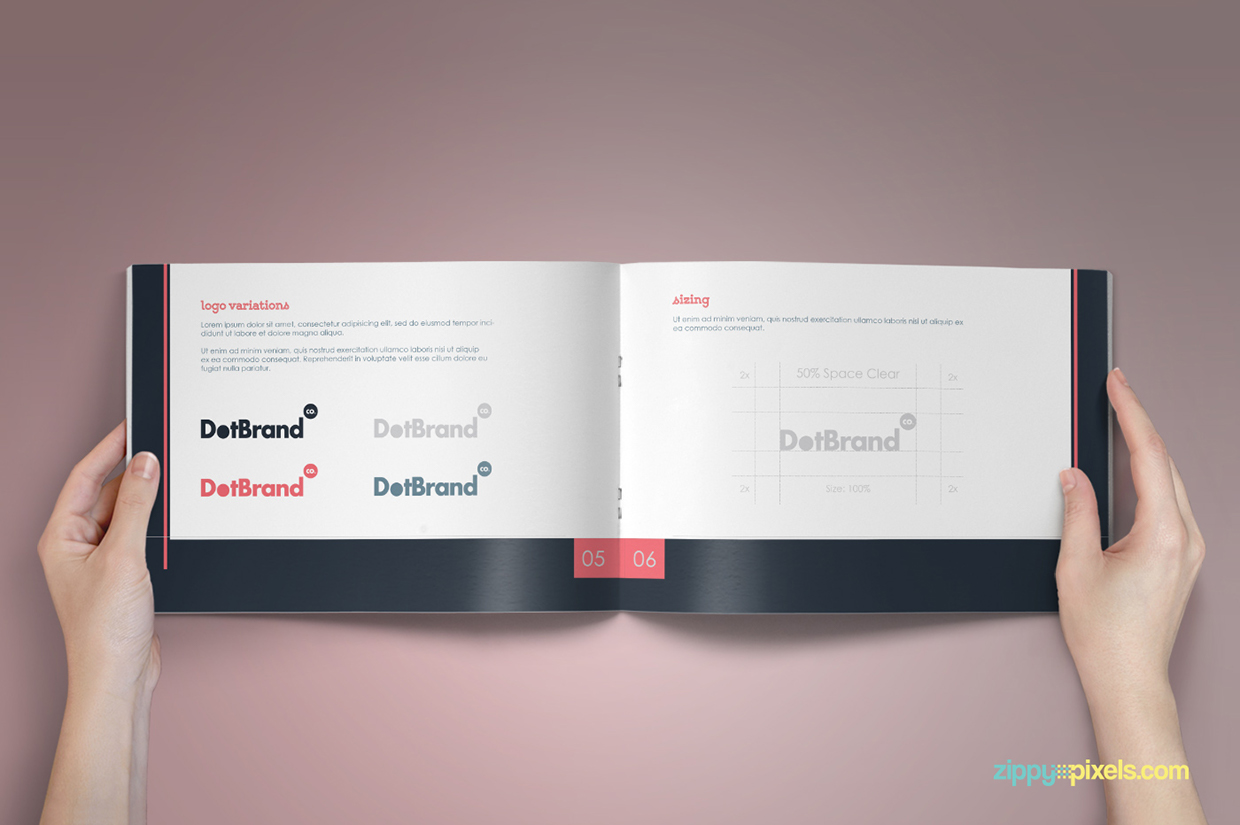 logo variations
Lorem ipsum dolor sit amet, consectetur adipisicing elit, sed do eiusmod tempor inci-
didunt ut labore et dolore magna aliqua.
Ut enim ad minim veniam, quis nostrud exercitation ullamco laboris nisi ut aliquip
ex ea commodo consequat. Reprehenderit in voluptate velit esse cillum dolore eu
fugiat nulla pariatur.
DotBrand co.
DotBrand co.
DotBrand co.
DotBrand co.
05
sizing
Ut enim ad minim veniam, quis nostrud exercitation ullamco laboris nisi ut aliquip ex
ea commodo consequat.
2x
50% Space Clear
2x
DotBrand co.
2x
Size: 100%
2x
06
zippypixels.com